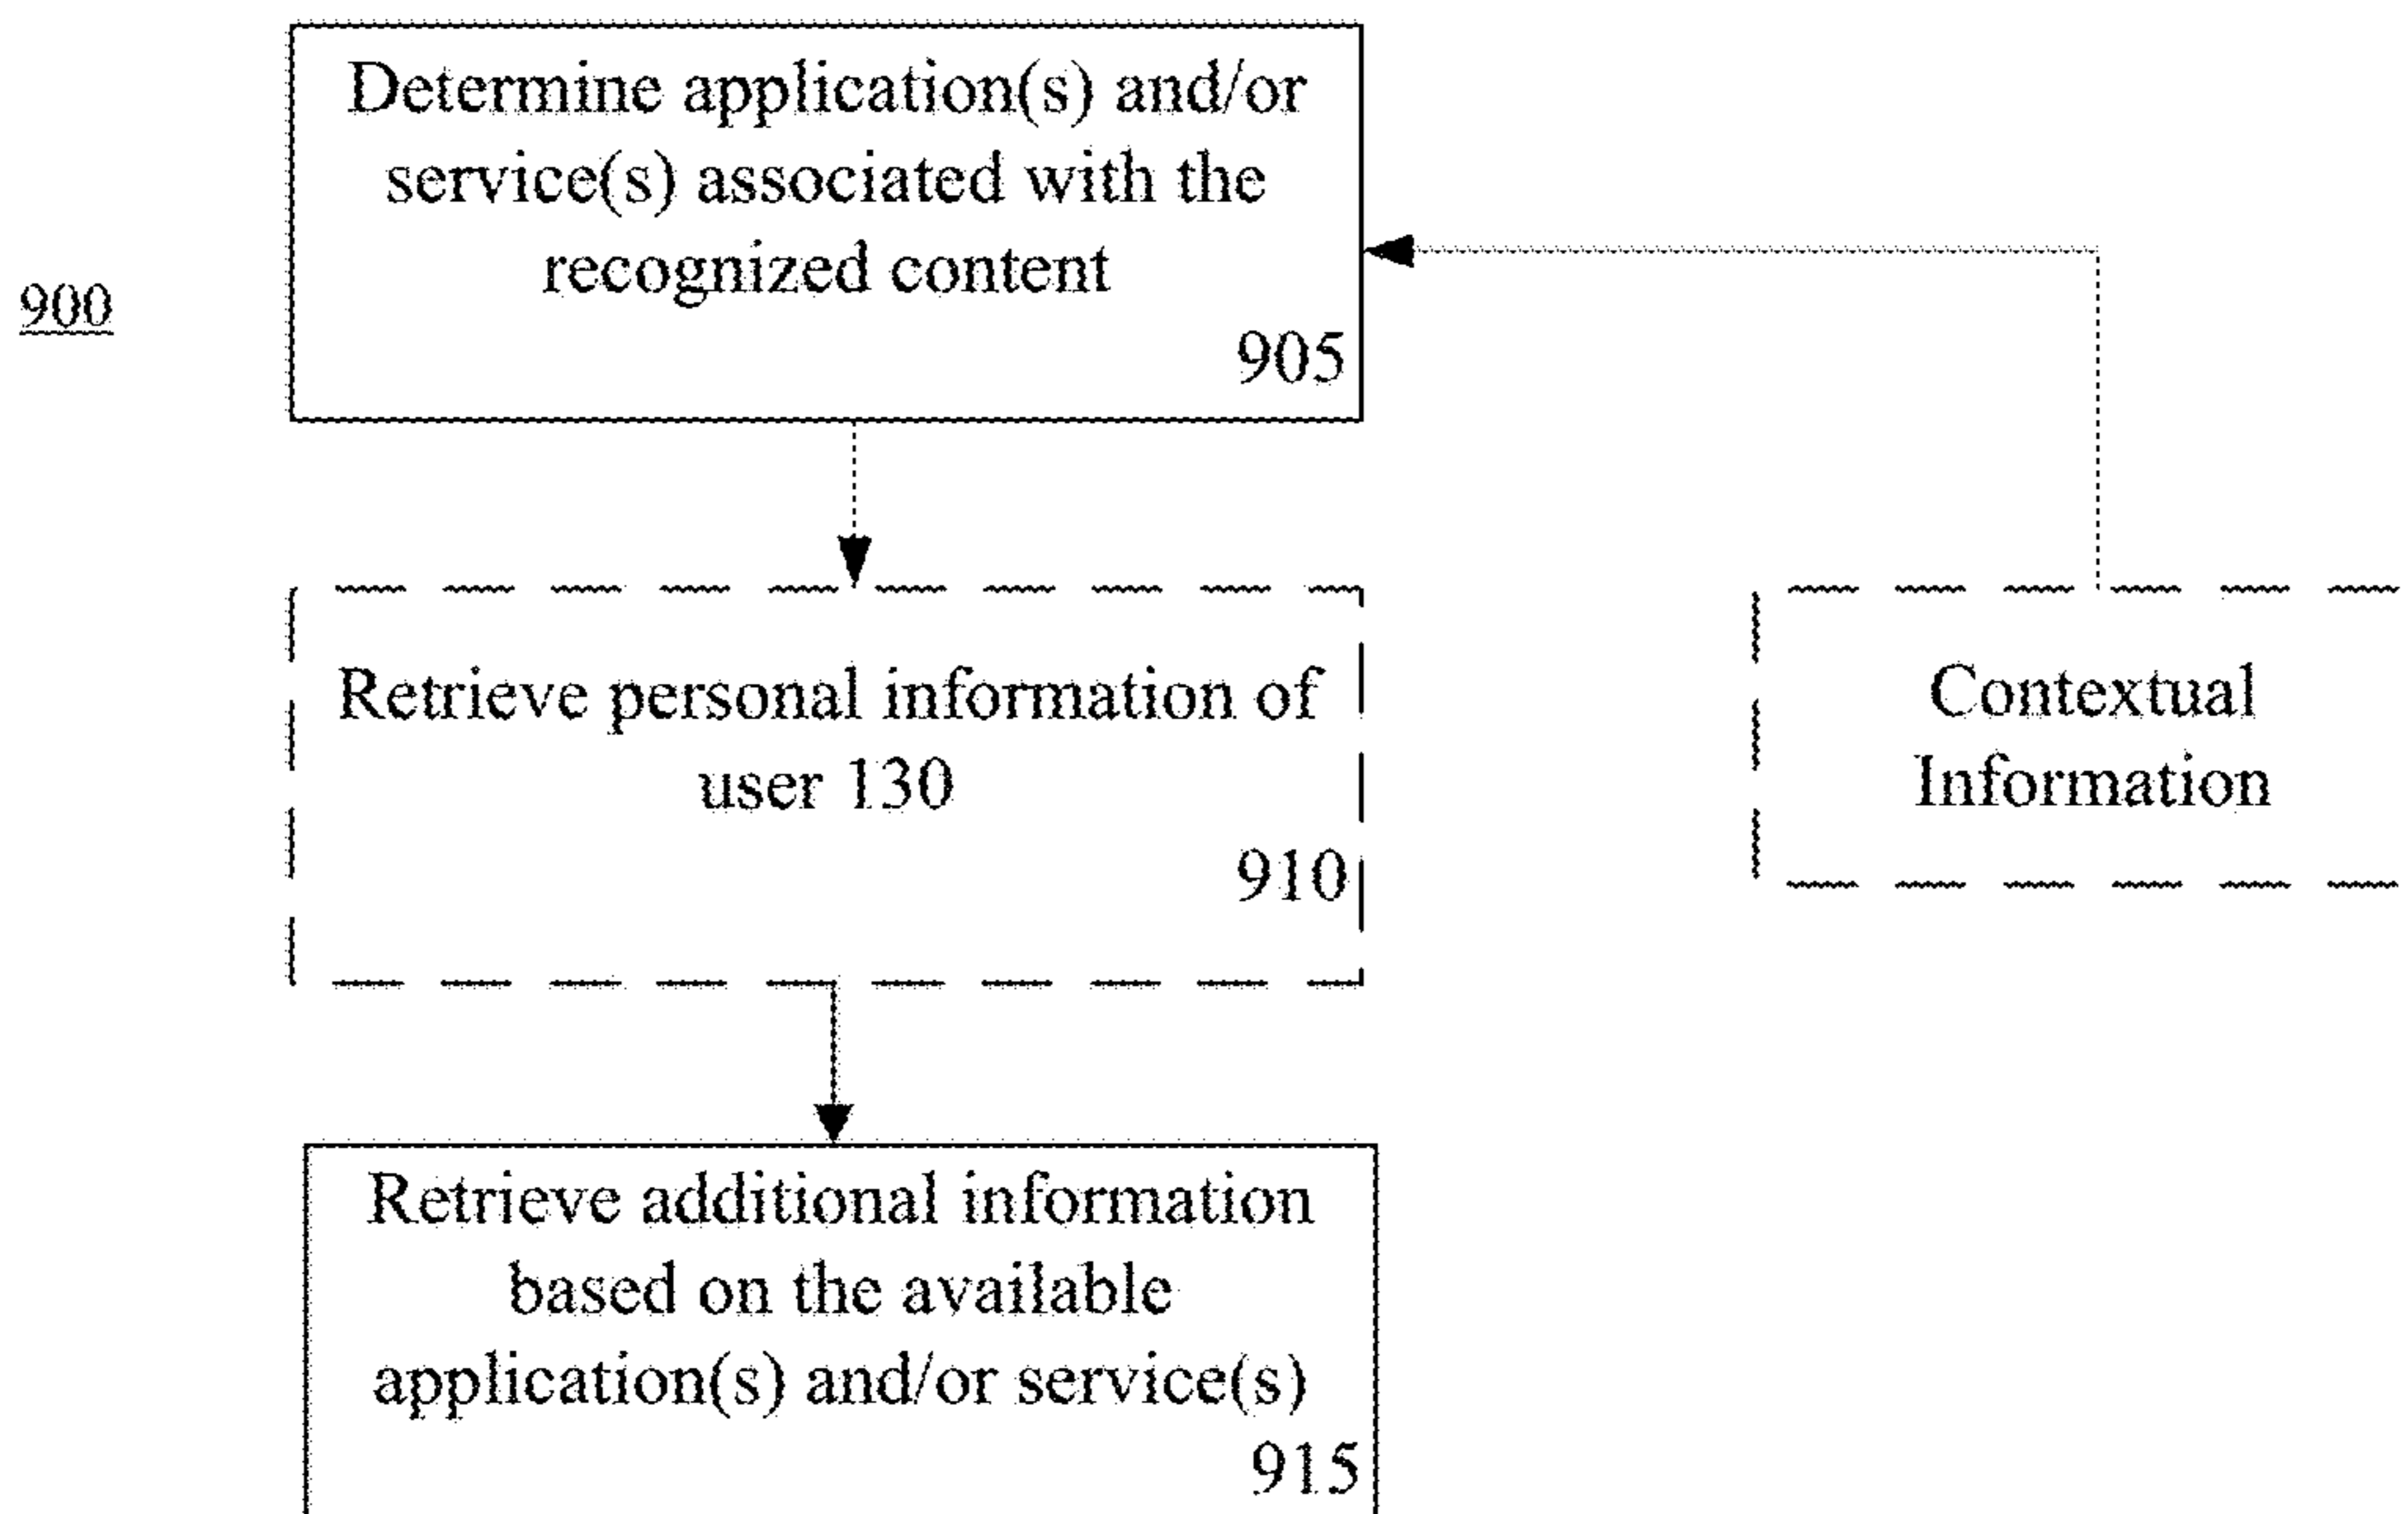 Determine application(s) and/or
service(s) associated with the
recognized content
905
900
Retrieve personal information of
user 130
910
Contextual
Information
Retrieve additional information
based on the available
application(s) and/or service(s)
915